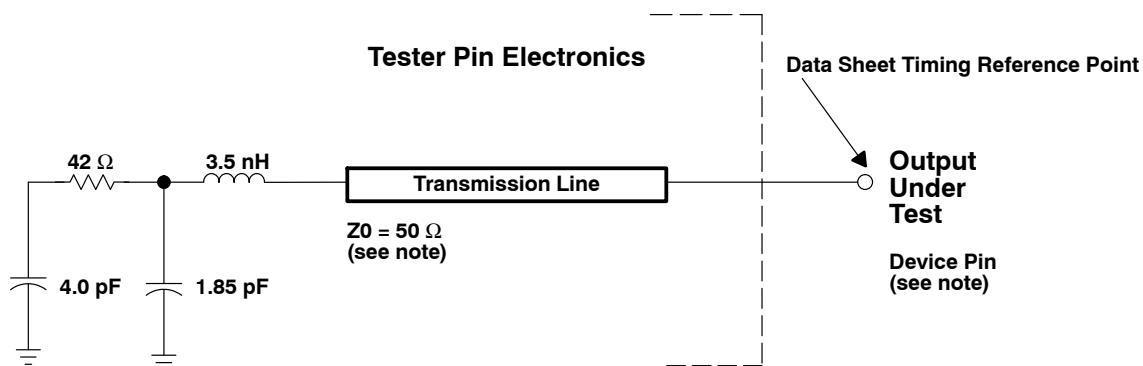 Tester Pin Electronics
Data Sheet Timing Reference Point
42 Ω
3.5 nH
Transmission Line
Output
Under
Test
Z0 = 50 Ω
(see note)
Device Pin
(see note)
4.0 pF
1.85 pF